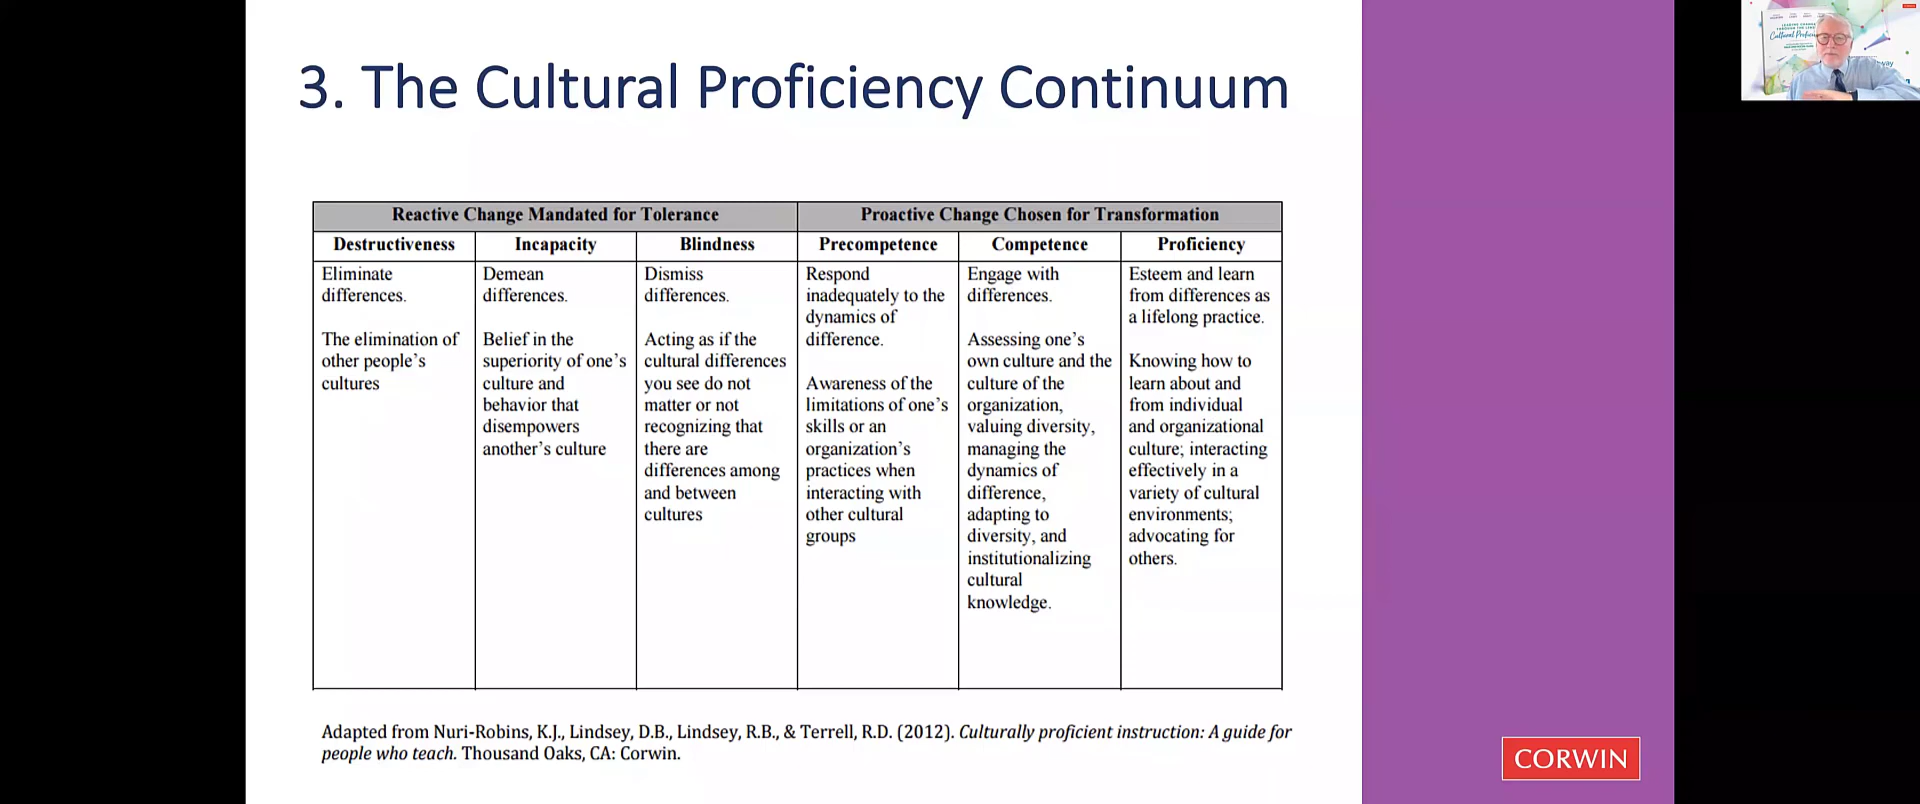 3. The Cultural Proficiency Continuum
Reactive Change Mandated for Tolerance
Proactive Change Chosen for Transformation
Destructiveness
Incapacity
Blindness
Precompetence
Competence
Proficiency
Eliminate
differences.
The elimination of
other people's
cultures
Demean
differences.
Belief in the
superiority of one's
culture and
behavior that
disempowers
another's culture
Dismiss
differences.
Acting as if the
cultural differences
you see do not
matter or not
recognizing that
there are
differences among
and between
cultures
Respond
inadequately to the
dynamics of
difference.
Awareness of the
limitations of one's
skills or an
organization's
practices when
interacting with
other cultural
groups
Engage with
differences.
Assessing one's
own culture and the
culture of the
organization,
valuing diversity,
managing the
dynamics of
difference,
adapting to
diversity, and
institutionalizing
cultural
knowledge.
Esteem and learn
from differences as
a lifelong practice.
Knowing how to
learn about and
from individual
and organizational
culture; interacting
effectively in a
variety of cultural
environments;
advocating for
others.
Adapted from Nuri-Robins, K.J., Lindsey, D.B., Lindsey, R.B., & Terrell, R.D. (2012). Culturally proficient instruction: A guide for
people who teach. Thousand Oaks, CA: Corwin.
CORWIN